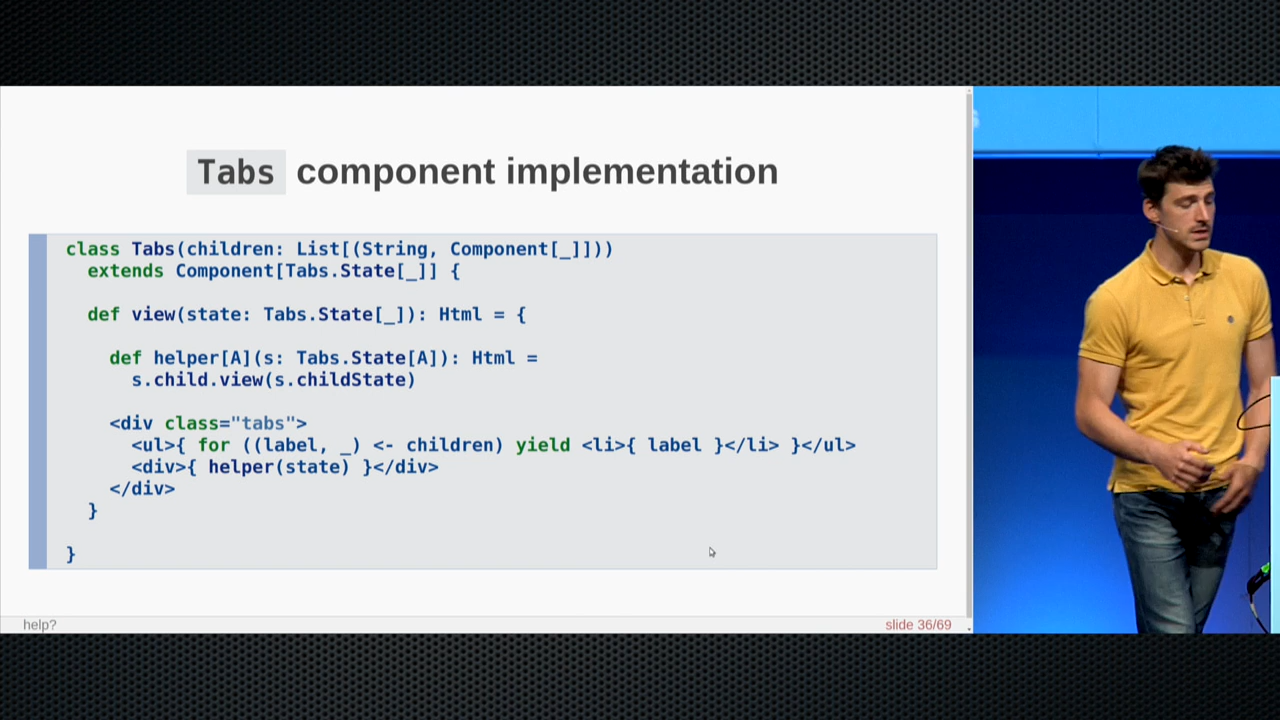 Tabs component implementation
class Tabs(children: List[(String, Component[_]]))
extends Component[Tabs.State[_]] {
def view(state: Tabs.State[_]): Html = {
def helper[A](s: Tabs.State[A]): Html =
s.child.view(s.childState)
<div class="tabs">
<ul>{ for ((label, _) <- children) yield <li>{ label }</li> }</ul>
<div>{ helper(state) }</div>
</div>
}
}
help?
slide 36/69